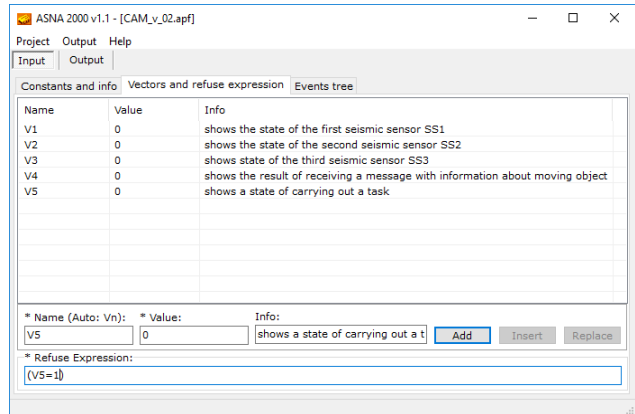 ASNA 2000 v1.1 - [CAM_v_02.apf]
Project Output Help
Input Output
Constants and info Vectors and refuse expression Events tree
Name Value Info
V1 0 shows the state of the first seismic sensor SS1
V2 0 shows the state of the second seismic sensor SS2
V3 0 shows state of the third seismic sensor SS3
V4 0 shows the result of receiving a message with information about moving object
V5 0 shows a state of carrying out a task
* Name (Auto: Vn): * Value: Info:
V5 0 shows a state of carrying out a t Add Insert Replace
* Refuse Expression:
(V5=1)